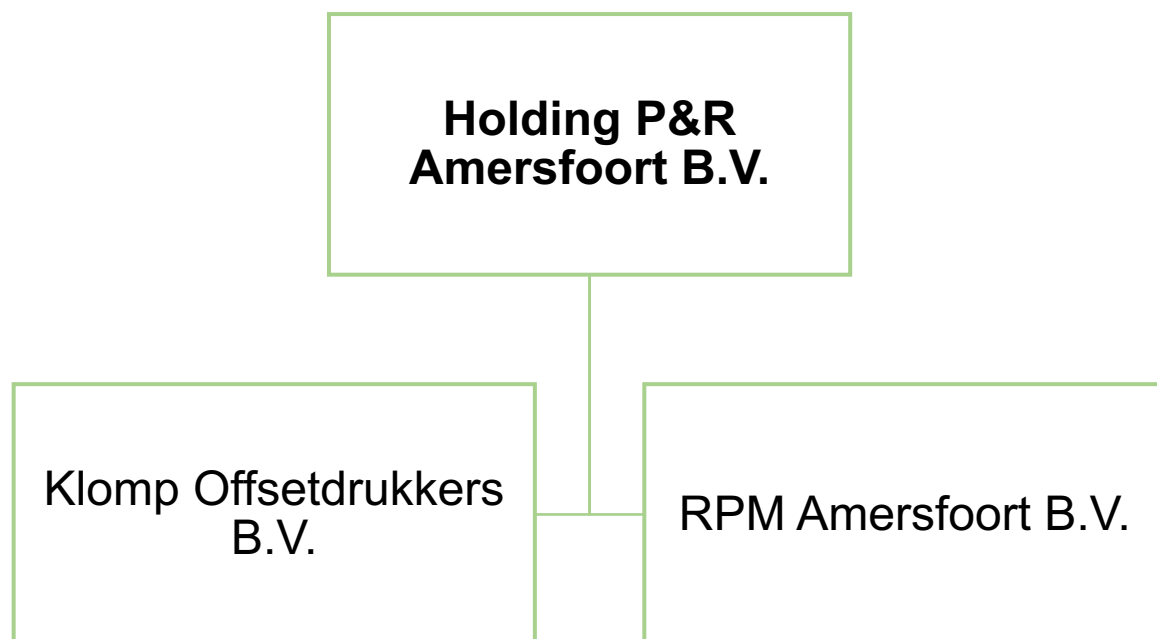 Holding P&R
Amersfoort B.V.
Klomp Offsetdrukkers
B.V.
RPM Amersfoort B.V.